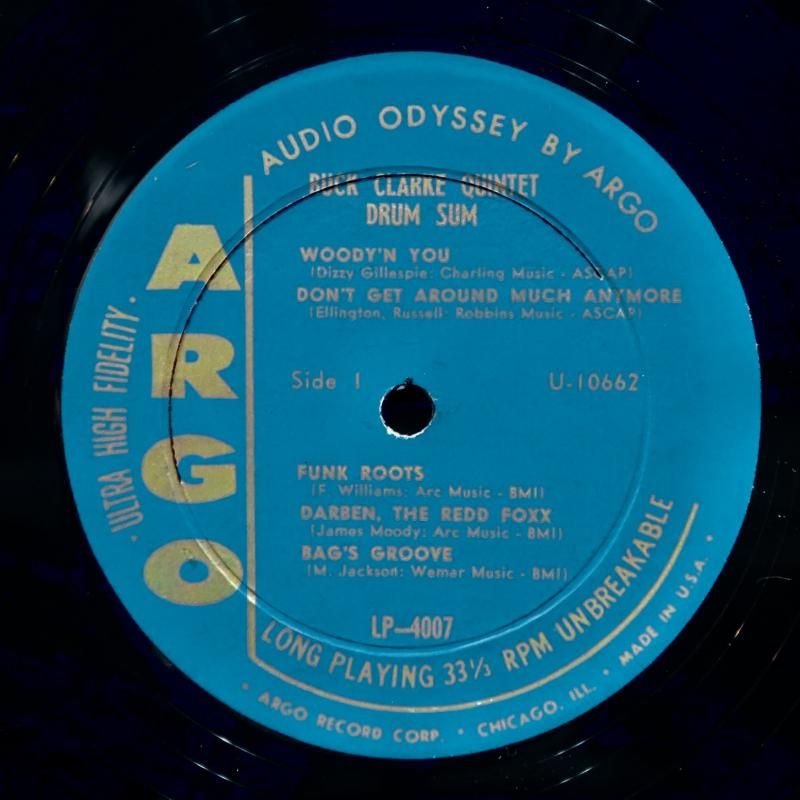 AUDIO ODYSSEY BY ARGO
BUCK CLARKE QUINTET
DRUM SUM
WOODY'N YOU
(Dizzy Gillespie: Charling Music - ASCAP)
DON'T GET AROUND MUCH ANYMORE
(Ellington, Russell: Robbins Music - ASCAP)
ARGO
• ULTRA HIGH FIDELITY •
Side 1
U-10662
FUNK ROOTS
(F. Williams: Arc Music - BMI)
DARBEN, THE REDD FOXX
(James Moody: Arc Music - BMI)
BAG'S GROOVE
(M. Jackson: Wemar Music - BMI)
LP-4007
LONG PLAYING 33⅓ RPM UNBREAKABLE
• ARGO RECORD CORP. • CHICAGO, ILL. • MADE IN U.S.A. •